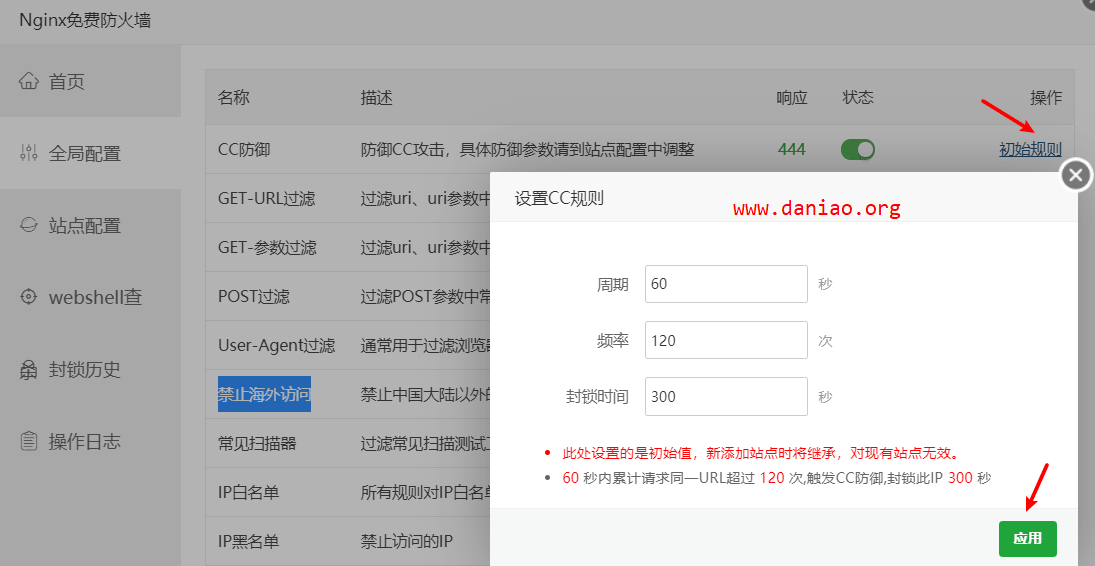 Nginx免费防火墙
首页
全局配置
站点配置
webshell查
封锁历史
操作日志
名称 描述 响应 状态 操作
CC防御 防御CC攻击，具体防御参数请到站点配置中调整 444 初始规则
GET-URL过滤 过滤uri、uri参数中
GET-参数过滤 过滤uri、uri参数中
POST过滤 过滤POST参数中常
User-Agent过滤 通常用于过滤浏览器
禁止海外访问 禁止中国大陆以外的
常见扫描器 过滤常见扫描测试工
IP白名单 所有规则对IP白名单
IP黑名单 禁止访问的IP
设置CC规则
www.daniao.org
周期 60 秒
频率 120 次
封锁时间 300 秒
此处设置的是初始值，新添加站点时将继承，对现有站点无效。
60 秒内累计请求同一URL超过 120 次,触发CC防御,封锁此IP 300 秒
应用